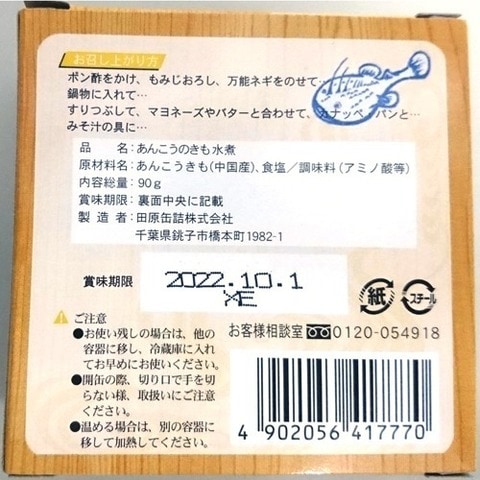 お召し上がり方
ポン酢をかけ、もみじおろし、万能ネギをのせて…
鍋物に入れて…
すりつぶして、マヨネーズやバターと合わせて、カナッペ・パンと…
みそ汁の具に…
品名：あんこうのきも水煮
原材料名：あんこうきも(中国産)、食塩／調味料(アミノ酸等)
内容総量：90g
賞味期限：裏面中央に記載
製造者：田原缶詰株式会社
千葉県銚子市橋本町1982-1
賞味期限 2022.10.1
XE
紙
スチール
ご注意
●お使い残しの場合は、他の
容器に移し、冷蔵庫に入れ
てお早めにお使いください。
●開缶の際、切り口で手を切
らない様、取扱いにご注意
ください。
●温める場合は、別の容器に
移して加熱してください。
お客様相談室 0120-054918
4 902056 417770